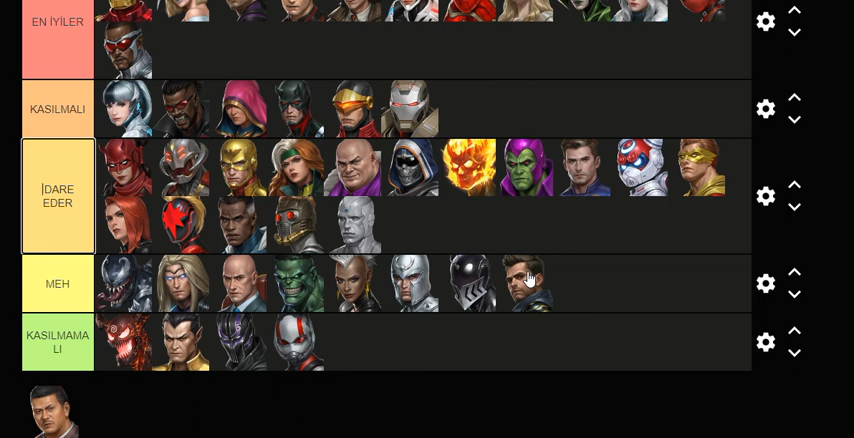 EN İYİLER
KASILMALI
İDARE
EDER
MEH
KASILMAMA
LI